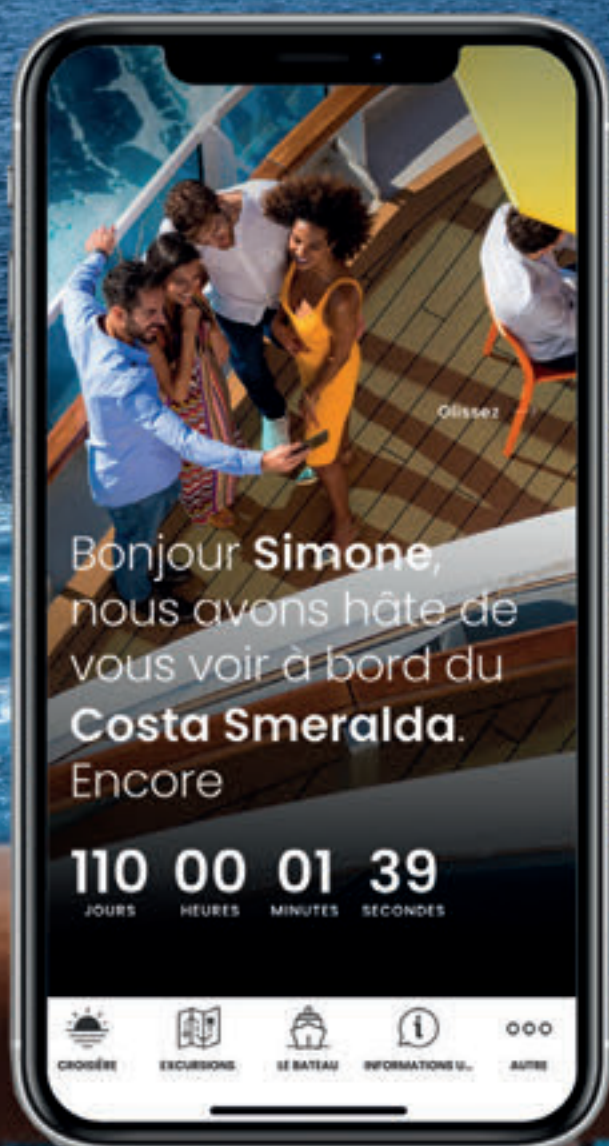 Glissez
Bonjour Simone,
nous avons hâte de
vous voir à bord du
Costa Smeralda.
Encore
110 00 01 39
JOURS HEURES MINUTES SECONDES
CROISIÈRE EXCURSIONS LE BATEAU INFORMATIONS U... AUTRE